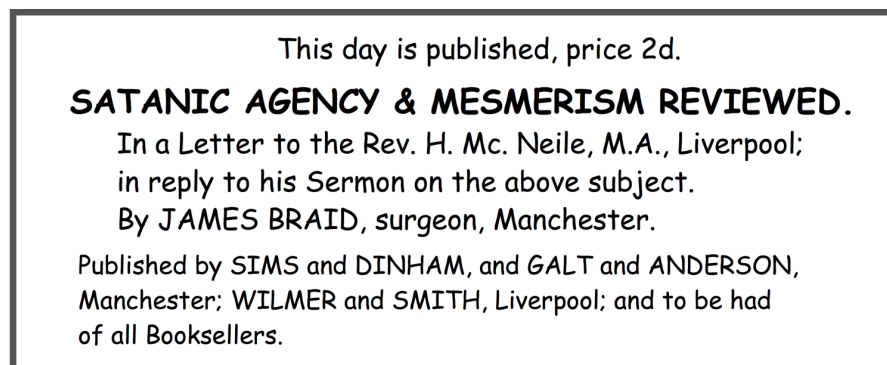 This day is published, price 2d.
SATANIC AGENCY & MESMERISM REVIEWED.
In a Letter to the Rev. H. Mc. Neile, M.A., Liverpool;
in reply to his Sermon on the above subject.
By JAMES BRAID, surgeon, Manchester.
Published by SIMS and DINHAM, and GALT and ANDERSON,
Manchester; WILMER and SMITH, Liverpool; and to be had
of all Booksellers.